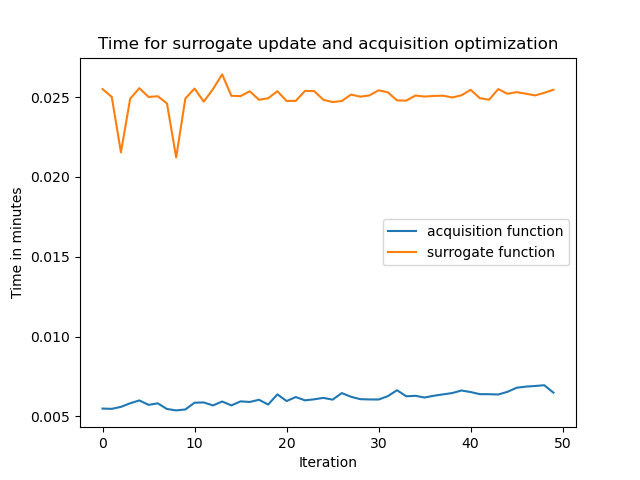 Time for surrogate update and acquisition optimization
0.025
0.020
0.015
0.010
0.005
Time in minutes
acquisition function
surrogate function
0 10 20 30 40 50
Iteration